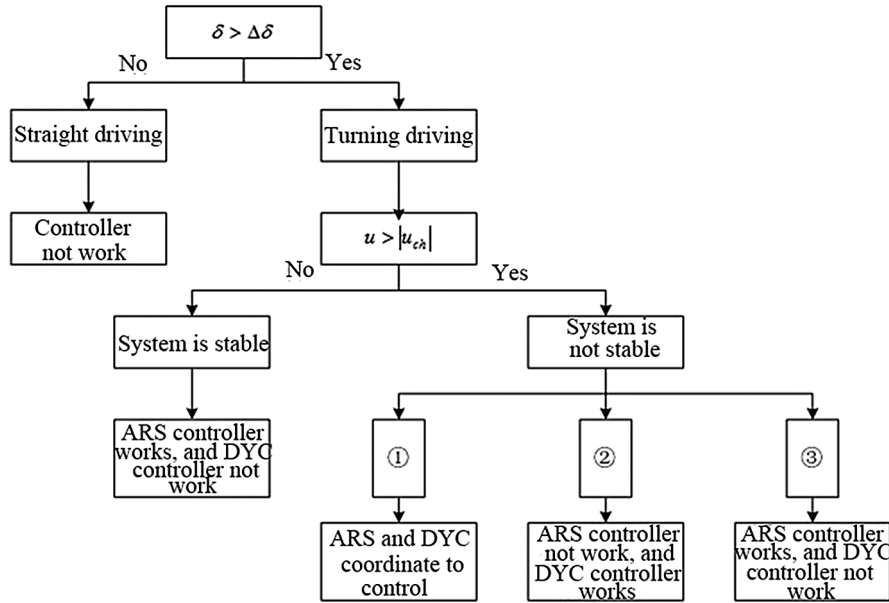 δ > Δδ
No
Yes
Straight driving
Turning driving
Controller
not work
u > |u_ch|
No
Yes
System is stable
System is
not stable
ARS controller
works, and DYC
controller not
work
①
②
③
ARS and DYC
coordinate to
control
ARS controller
not work, and
DYC controller
works
ARS controller
works, and DYC
controller not
work